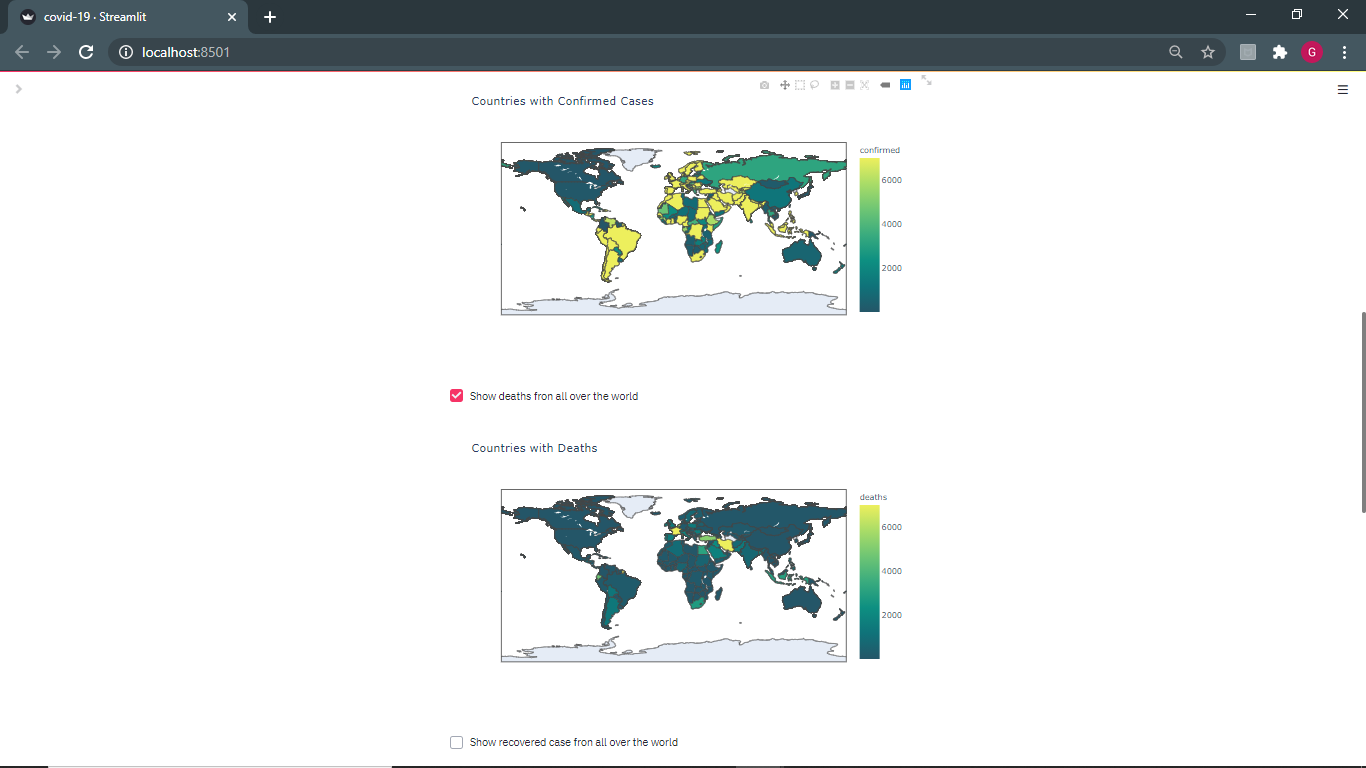 covid-19 · Streamlit
localhost:8501
G
Countries with Confirmed Cases
confirmed
6000
4000
2000
Show deaths fron all over the world
Countries with Deaths
deaths
6000
4000
2000
Show recovered case fron all over the world